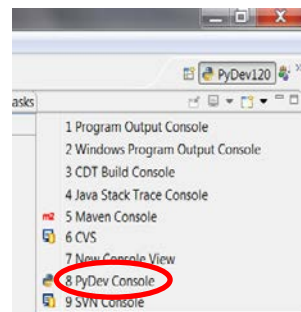 PyDev120
asks
1 Program Output Console
2 Windows Program Output Console
3 CDT Build Console
4 Java Stack Trace Console
m2 5 Maven Console
6 CVS
7 New Console View
8 PyDev Console
9 SVN Console